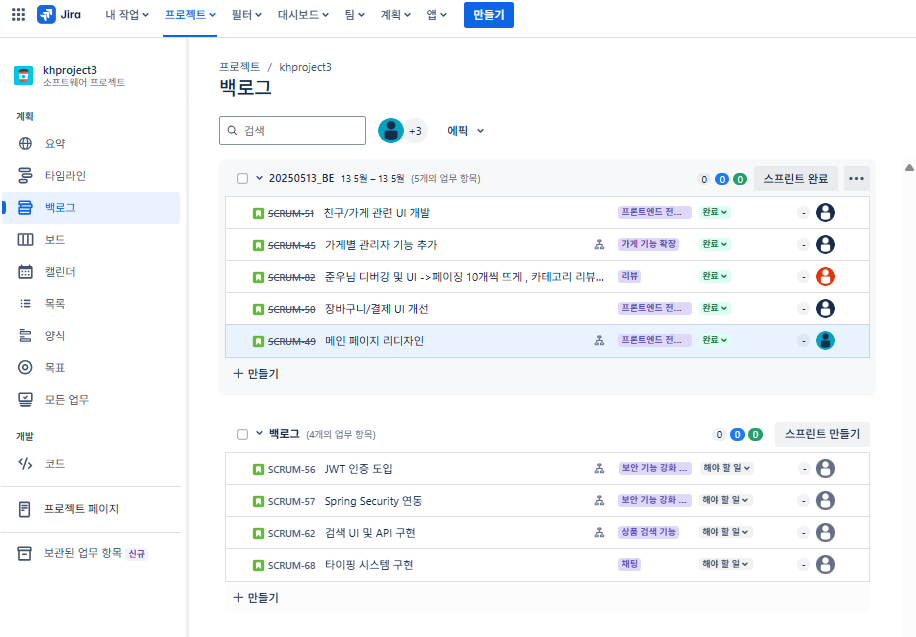 Jira 내 작업 프로젝트 필터 대시보드 팀 계획 앱 만들기
khproject3
소프트웨어 프로젝트
계획
요약
타임라인
백로그
보드
캘린더
목록
양식
목표
모든 업무
개발
코드
프로젝트 페이지
보관된 업무 항목 신규
프로젝트 / khproject3
백로그
검색 +3 에픽
20250513_BE 13 5월 – 13 5월 (5개의 업무 항목) 0 0 0 스프린트 완료
SCRUM-51 친구/가게 관련 UI 개발 프론트엔드 전... 완료 -
SCRUM-45 가게별 관리자 기능 추가 가게 기능 확장 완료 -
SCRUM-82 준우님 디버깅 및 UI ->페이징 10개씩 뜨게 , 카테고리 리뷰... 리뷰 완료 -
SCRUM-50 장바구니/결제 UI 개선 프론트엔드 전... 완료 -
SCRUM-49 메인 페이지 리디자인 프론트엔드 전... 완료 -
+ 만들기
백로그 (4개의 업무 항목) 0 0 0 스프린트 만들기
SCRUM-56 JWT 인증 도입 보안 기능 강화 ... 해야 할 일 -
SCRUM-57 Spring Security 연동 보안 기능 강화 ... 해야 할 일 -
SCRUM-62 검색 UI 및 API 구현 상품 검색 기능 해야 할 일 -
SCRUM-68 타이핑 시스템 구현 채팅 해야 할 일 -
+ 만들기